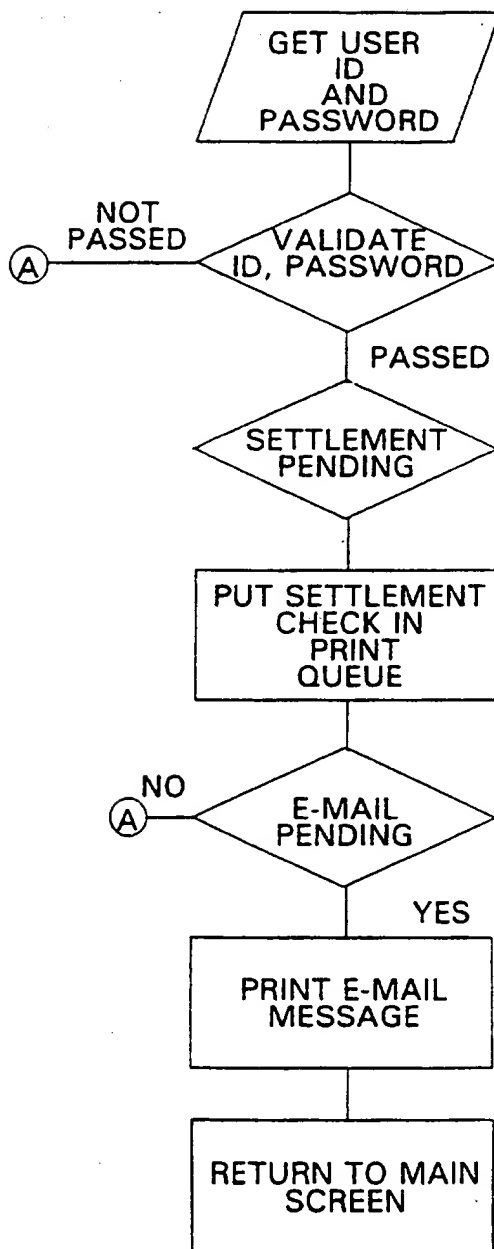 GET USER
ID
AND
PASSWORD
NOT
PASSED
A
VALIDATE
ID, PASSWORD
PASSED
SETTLEMENT
PENDING
PUT SETTLEMENT
CHECK IN
PRINT
QUEUE
NO
A
E-MAIL
PENDING
YES
PRINT E-MAIL
MESSAGE
RETURN TO MAIN
SCREEN